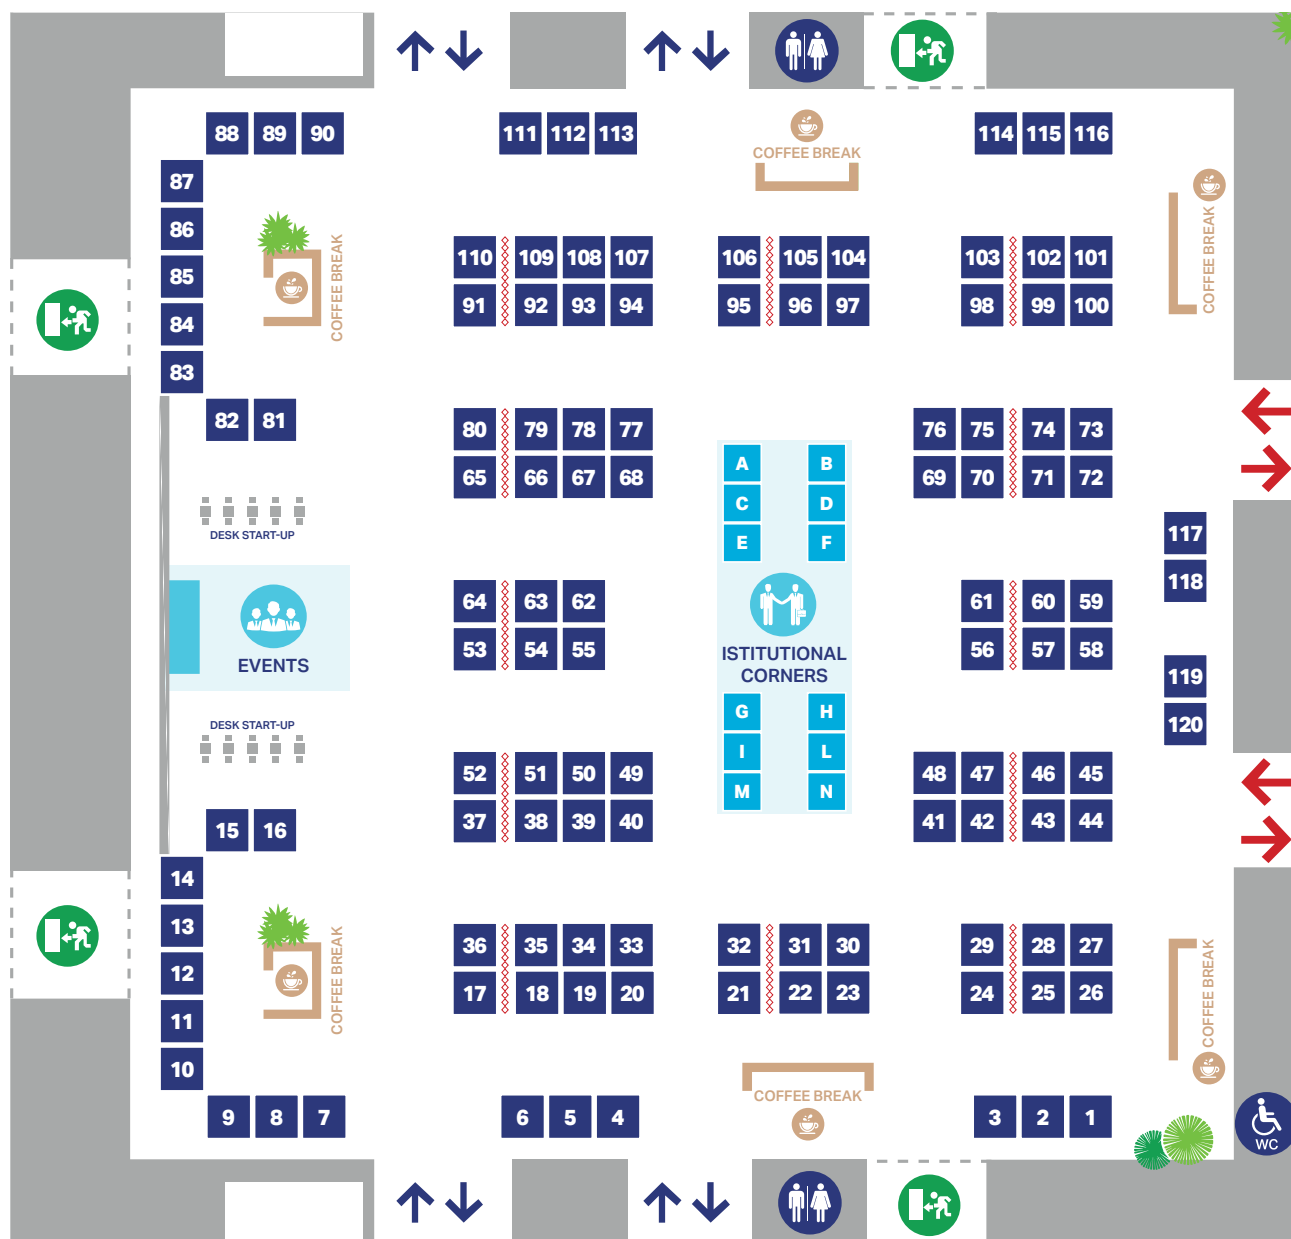 88 89 90
111 112 113
COFFEE BREAK
114 115 116
87
86
85
84
83
COFFEE BREAK
110 109 108 107
91 92 93 94
106 105 104
95 96 97
103 102 101
98 99 100
COFFEE BREAK
82 81
80 79 78 77
65 66 67 68
76 75 74 73
69 70 71 72
A B
C D
E F
DESK START-UP
117
118
EVENTS
64 63 62
53 54 55
ISTITUTIONAL
CORNERS
61 60 59
56 57 58
119
120
G H
I L
M N
DESK START-UP
52 51 50 49
37 38 39 40
48 47 46 45
41 42 43 44
15 16
14
13
12
11
10
COFFEE BREAK
36 35 34 33
17 18 19 20
32 31 30
21 22 23
29 28 27
24 25 26
COFFEE BREAK
9 8 7
6 5 4
COFFEE BREAK
3 2 1
WC